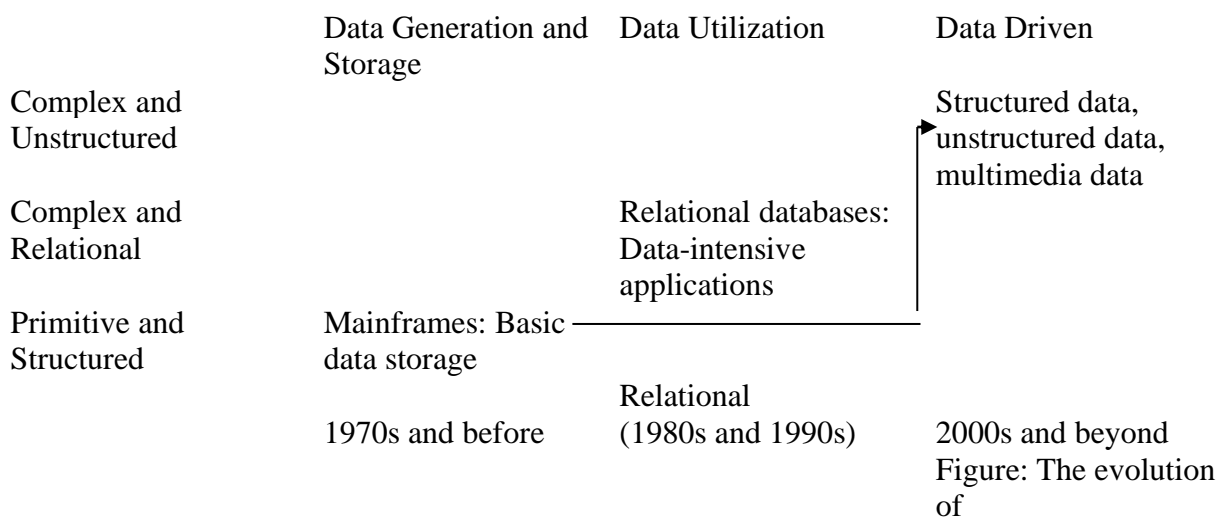 Data Generation and Storage
Data Utilization
Data Driven
Complex and
Unstructured
Structured data,
unstructured data,
multimedia data
Complex and
Relational
Relational databases:
Data-intensive
applications
Primitive and
Structured
Mainframes: Basic
data storage
1970s and before
Relational
(1980s and 1990s)
2000s and beyond
Figure: The evolution
of